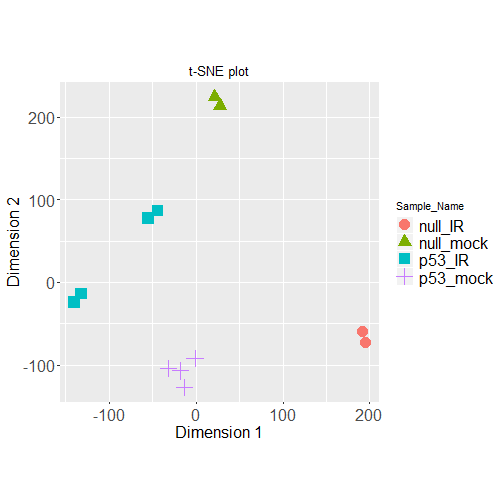 t-SNE plot
Dimension 2
200
100
0
-100
-100 0 100 200
Dimension 1
Sample_Name
null_IR
null_mock
p53_IR
p53_mock